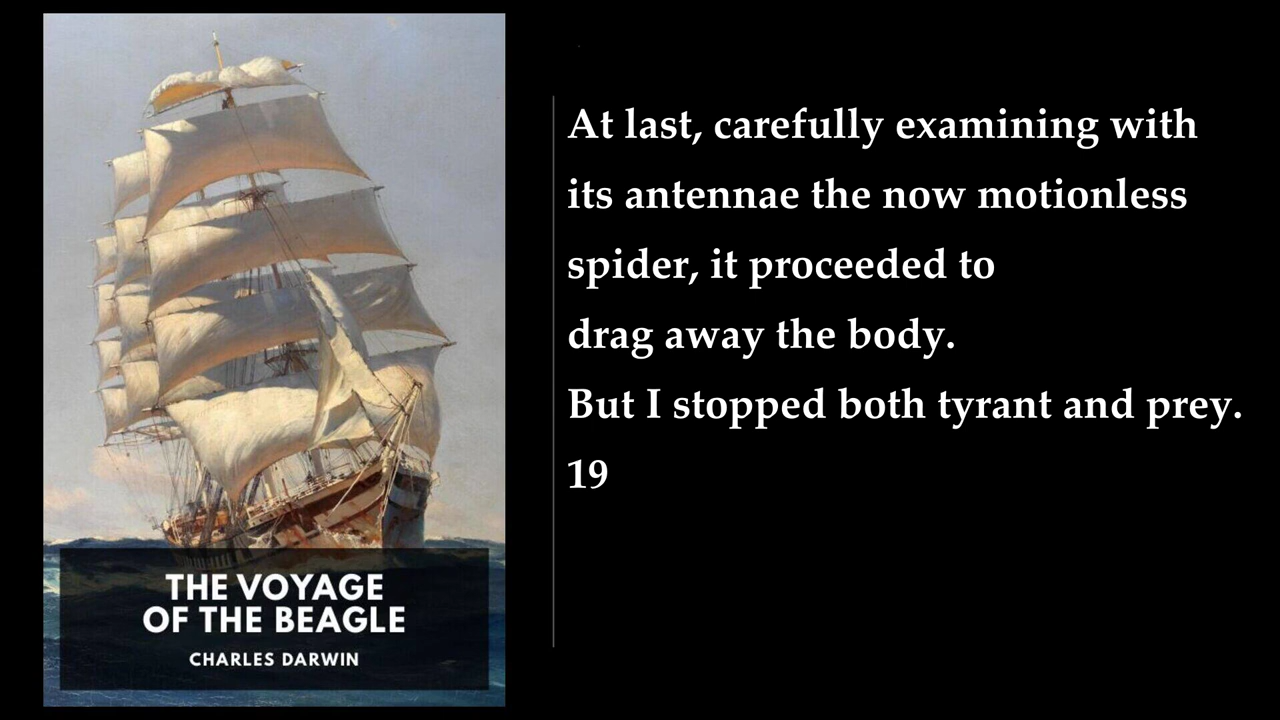 THE VOYAGE
OF THE BEAGLE
CHARLES DARWIN
At last, carefully examining with
its antennae the now motionless
spider, it proceeded to
drag away the body.
But I stopped both tyrant and prey.
19